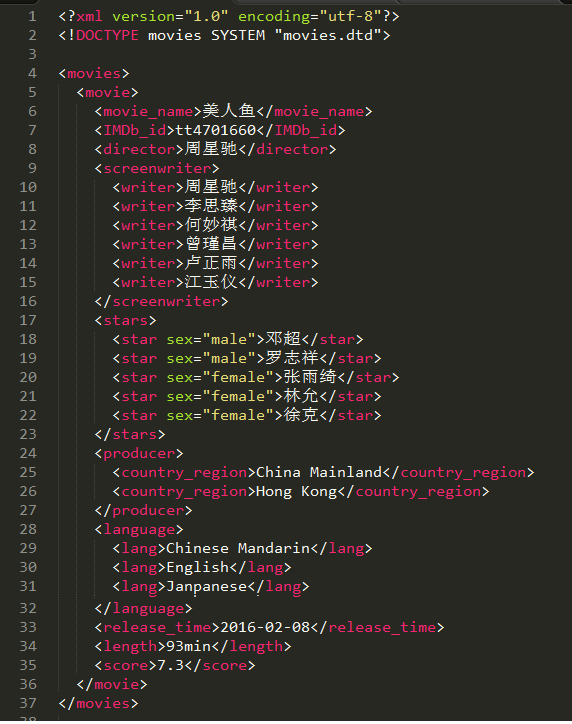 1 <?xml version="1.0" encoding="utf-8"?>
2 <!DOCTYPE movies SYSTEM "movies.dtd">
3
4 <movies>
5 <movie>
6 <movie_name>美人鱼</movie_name>
7 <IMDb_id>tt4701660</IMDb_id>
8 <director>周星驰</director>
9 <screenwriter>
10 <writer>周星驰</writer>
11 <writer>李思臻</writer>
12 <writer>何妙祺</writer>
13 <writer>曾瑾昌</writer>
14 <writer>卢正雨</writer>
15 <writer>江玉仪</writer>
16 </screenwriter>
17 <stars>
18 <star sex="male">邓超</star>
19 <star sex="male">罗志祥</star>
20 <star sex="female">张雨绮</star>
21 <star sex="female">林允</star>
22 <star sex="female">徐克</star>
23 </stars>
24 <producer>
25 <country_region>China Mainland</country_region>
26 <country_region>Hong Kong</country_region>
27 </producer>
28 <language>
29 <lang>Chinese Mandarin</lang>
30 <lang>English</lang>
31 <lang>Janpanese</lang>
32 </language>
33 <release_time>2016-02-08</release_time>
34 <length>93min</length>
35 <score>7.3</score>
36 </movie>
37 </movies>